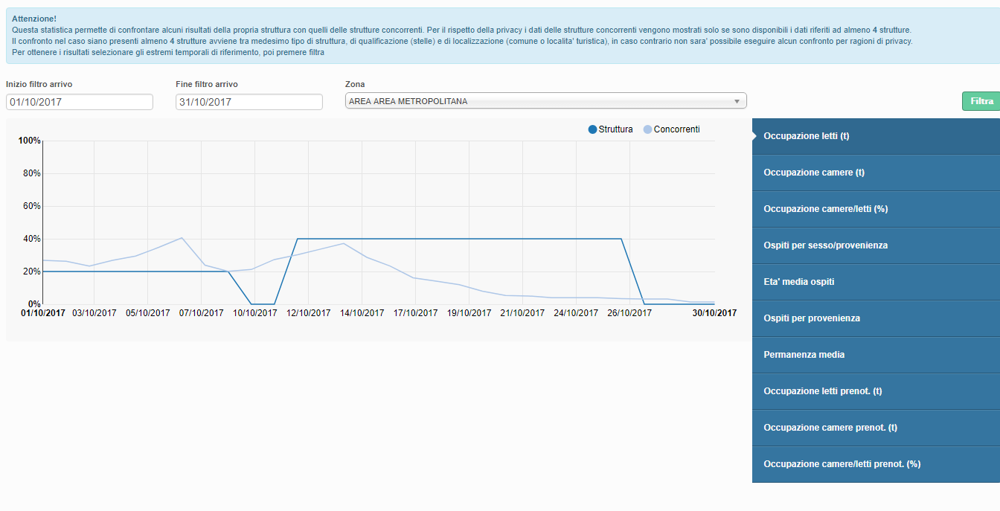 Attenzione!
Questa statistica permette di confrontare alcuni risultati della propria struttura con quelli delle strutture concorrenti. Per il rispetto della privacy i dati delle strutture concorrenti vengono mostrati solo se sono disponibili i dati riferiti ad almeno 4 strutture.
Il confronto nel caso siano presenti almeno 4 strutture avviene tra medesimo tipo di struttura, di qualificazione (stelle) e di localizzazione (comune o localita' turistica), in caso contrario non sara' possibile eseguire alcun confronto per ragioni di privacy.
Per ottenere i risultati selezionare gli estremi temporali di riferimento, poi premere filtra
Inizio filtro arrivo
Fine filtro arrivo
Zona
01/10/2017
31/10/2017
AREA AREA METROPOLITANA
Filtra
Struttura
Concorrenti
100%
80%
60%
40%
20%
0%
01/10/2017
03/10/2017
05/10/2017
07/10/2017
10/10/2017
12/10/2017
14/10/2017
17/10/2017
19/10/2017
21/10/2017
24/10/2017
26/10/2017
30/10/2017
Occupazione letti (t)
Occupazione camere (t)
Occupazione camere/letti (%)
Ospiti per sesso/provenienza
Eta' media ospiti
Ospiti per provenienza
Permanenza media
Occupazione letti prenot. (t)
Occupazione camere prenot. (t)
Occupazione camere/letti prenot. (%)